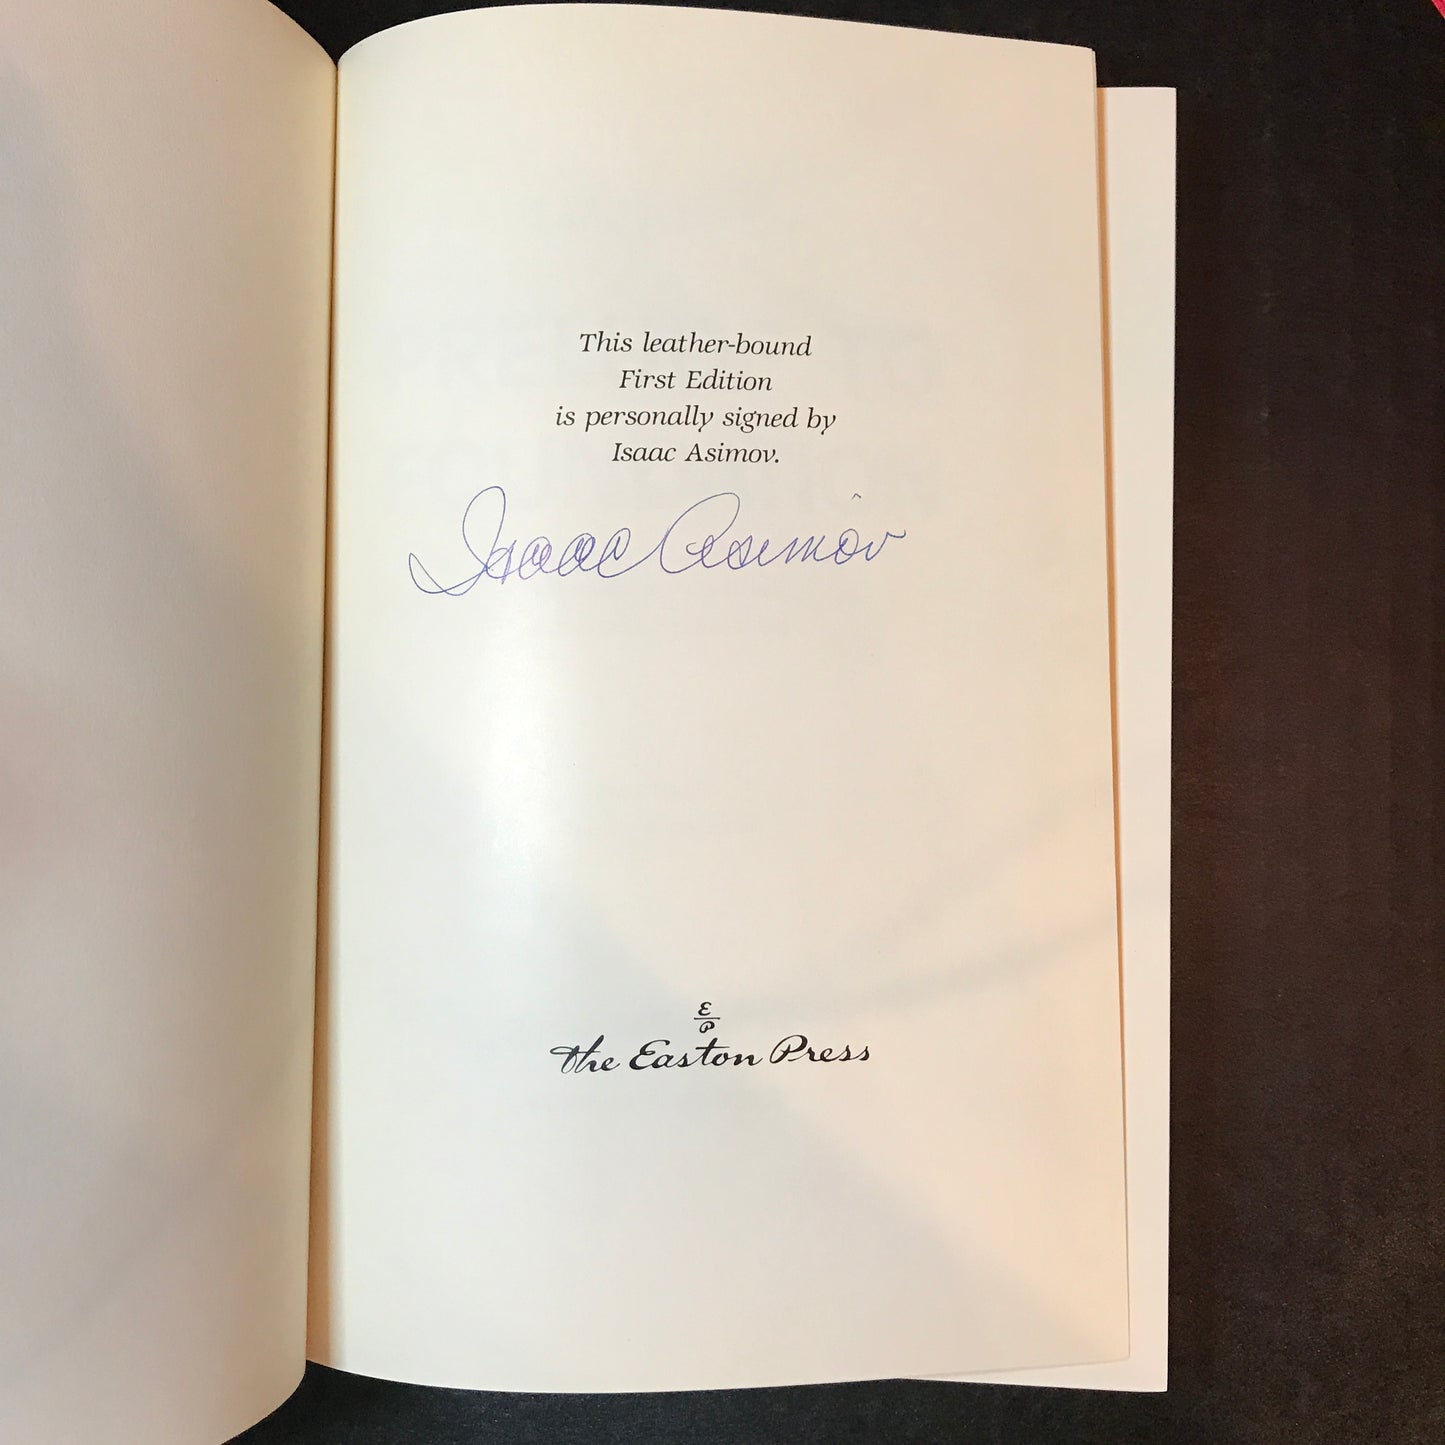 This leather-bound
First Edition
is personally signed by
Isaac Asimov.
Isaac Asimov
E
P
The Easton Press